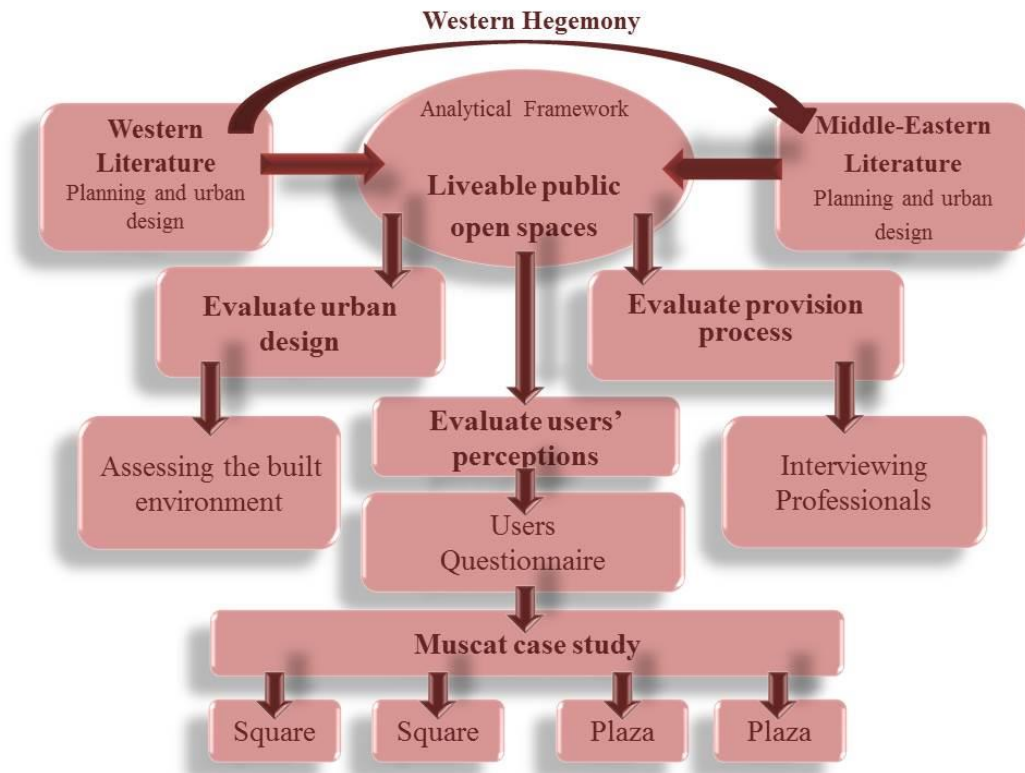 Western Hegemony
Analytical Framework
Western
Literature
Planning and urban
design
Middle-Eastern
Literature
Planning and urban
design
Liveable public
open spaces
Evaluate urban
design
Evaluate provision
process
Evaluate users’
perceptions
Assessing the built
environment
Interviewing
Professionals
Users
Questionnaire
Muscat case study
Square
Square
Plaza
Plaza